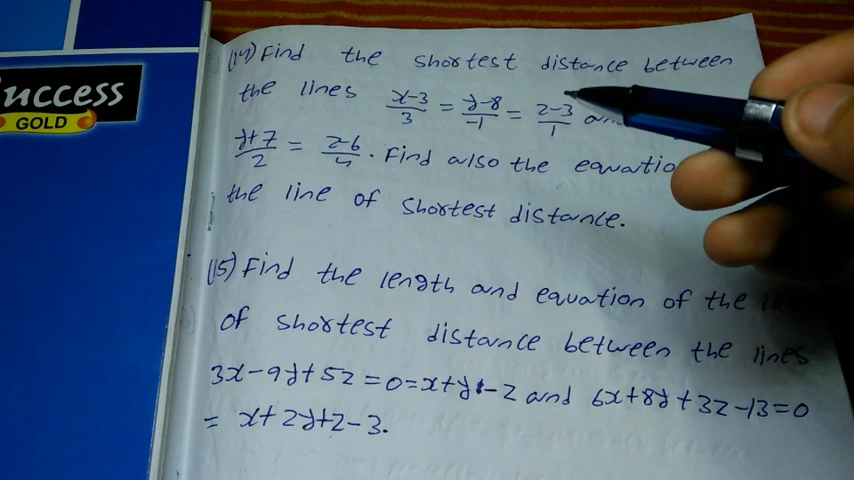 uccess
GOLD
(14) Find the shortest distance between
the lines x-3/3 = y-8/-1 = z-3/1
y+7/2 = z-6/4. Find also the
the line of shortest distance.
(15) Find the length and equation of the
of shortest distance between the lines
3x-9y+5z=0=x+y-z and 6x+8y+3z-13=0
= x+2y+z-3.